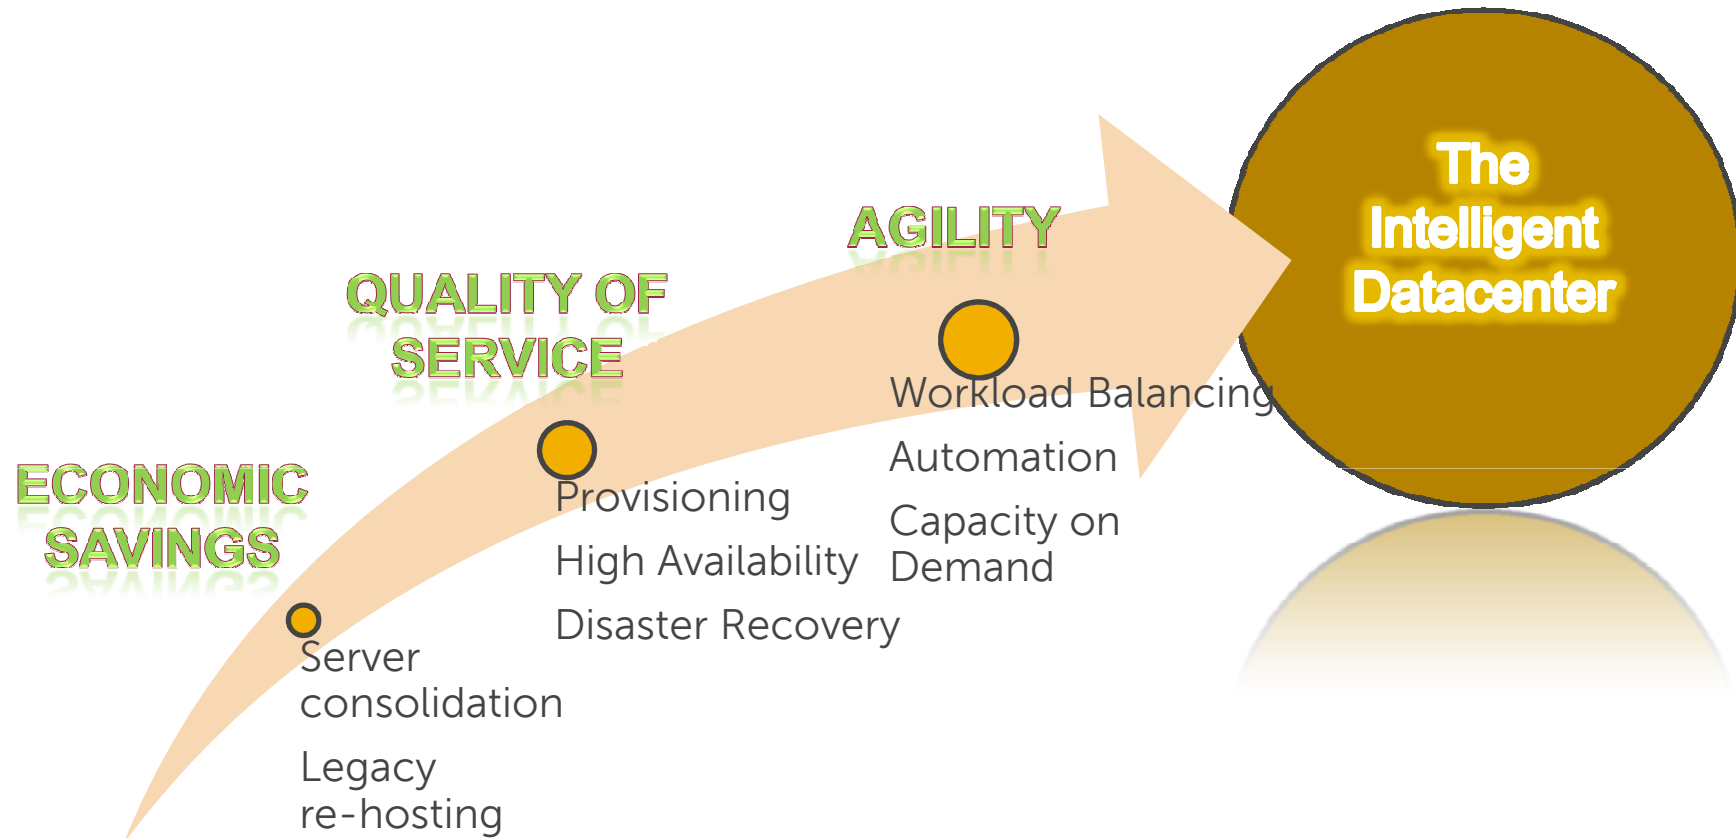 The
Intelligent
Datacenter
AGILITY
QUALITY OF
SERVICE
ECONOMIC
SAVINGS
Workload Balancing
Automation
Capacity on
Demand
Provisioning
High Availability
Disaster Recovery
Server
consolidation
Legacy
re-hosting